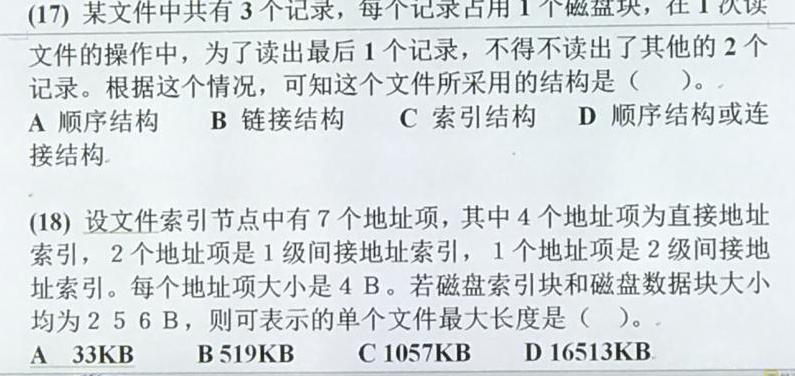 (17) 某文件中共有 3 个记录，每个记录占用 1 个磁盘块，在 1 次读
文件的操作中，为了读出最后 1 个记录，不得不读出了其他的 2 个
记录。根据这个情况，可知这个文件所采用的结构是（ ）。
A 顺序结构 B 链接结构 C 索引结构 D 顺序结构或连
接结构
(18) 设文件索引节点中有 7 个地址项，其中 4 个地址项为直接地址
索引，2 个地址项是 1 级间接地址索引，1 个地址项是 2 级间接地
址索引。每个地址项大小是 4 B。若磁盘索引块和磁盘数据块大小
均为 2 5 6 B，则可表示的单个文件最大长度是（ ）。
A 33KB B 519KB C 1057KB D 16513KB